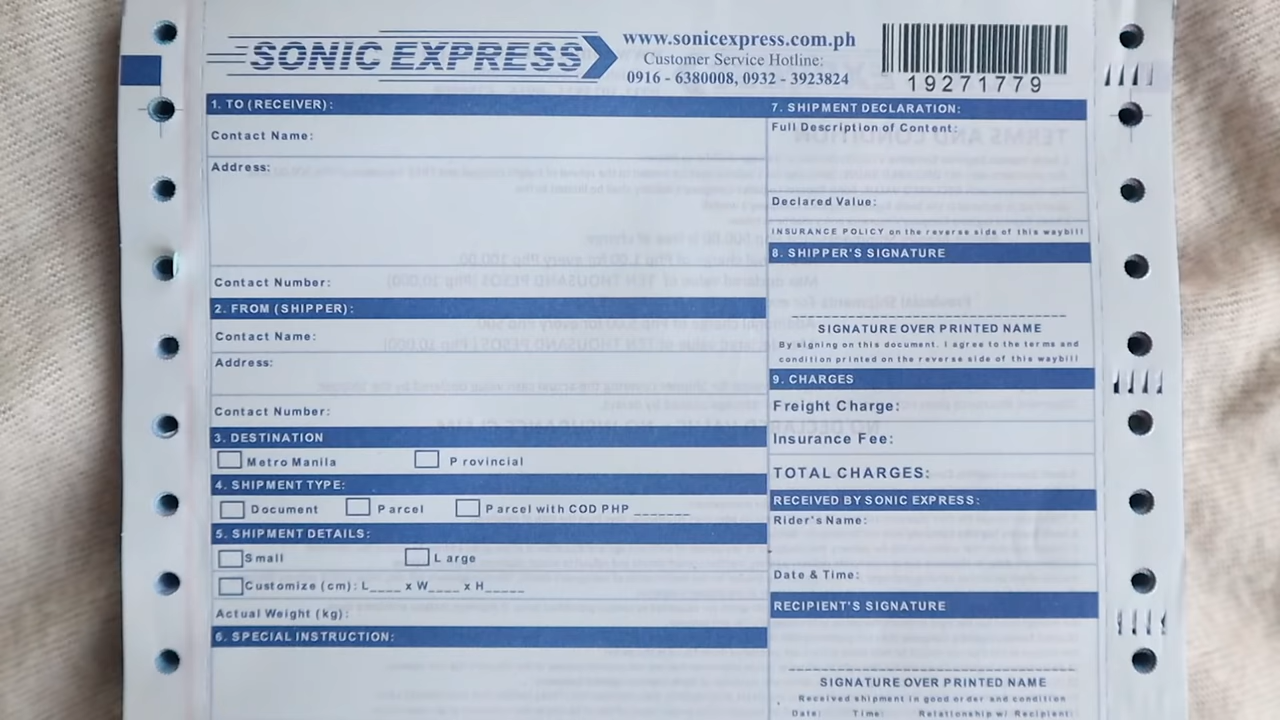 SONIC EXPRESS
www.sonicexpress.com.ph
Customer Service Hotline:
0916 - 6380008, 0932 - 3923824
19271779
1. TO (RECEIVER):
Contact Name:
Address:
Contact Number:
2. FROM (SHIPPER):
Contact Name:
Address:
Contact Number:
3. DESTINATION
Metro Manila
Provincial
4. SHIPMENT TYPE:
Document
Parcel
Parcel with COD PHP _______
5. SHIPMENT DETAILS:
Small
Large
Customize (cm): L____ x W____ x H_____
Actual Weight (kg):
6. SPECIAL INSTRUCTION:
7. SHIPMENT DECLARATION:
Full Description of Content:
Declared Value:
INSURANCE POLICY on the reverse side of this waybill
8. SHIPPER'S SIGNATURE
SIGNATURE OVER PRINTED NAME
By signing on this document. I agree to the terms and
condition printed on the reverse side of this waybill
9. CHARGES
Freight Charge:
Insurance Fee:
TOTAL CHARGES:
RECEIVED BY SONIC EXPRESS:
Rider's Name:
Date & Time:
RECIPIENT'S SIGNATURE
SIGNATURE OVER PRINTED NAME
Received shipment in good order and condition
Date: Time: Relationship w/ Recipient: